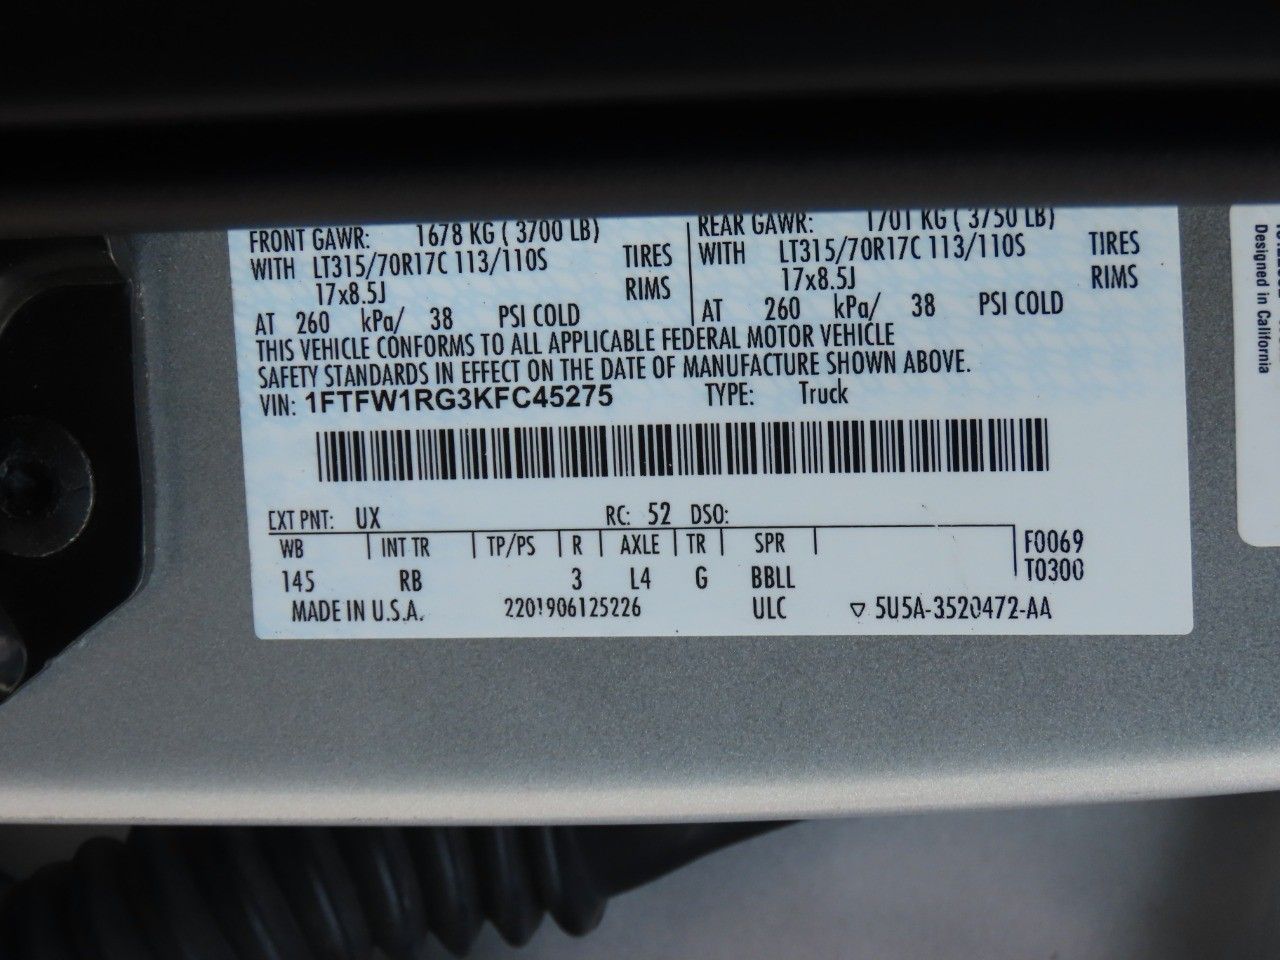 FRONT GAWR: 1678 KG ( 3700 LB) REAR GAWR: 1701 KG ( 3750 LB)
WITH LT315/70R17C 113/110S TIRES WITH LT315/70R17C 113/110S TIRES
17x8.5J RIMS 17x8.5J RIMS
AT 260 kPa/ 38 PSI COLD AT 260 kPa/ 38 PSI COLD
THIS VEHICLE CONFORMS TO ALL APPLICABLE FEDERAL MOTOR VEHICLE
SAFETY STANDARDS IN EFFECT ON THE DATE OF MANUFACTURE SHOWN ABOVE.
VIN: 1FTFW1RG3KFC45275 TYPE: Truck
EXT PNT: UX RC: 52 DSO:
WB INT TR TP/PS R AXLE TR SPR F0069
145 RB 3 L4 G BBLL T0300
MADE IN U.S.A. 2201906125226 ULC ▽ 5U5A-3520472-AA
Designed in California